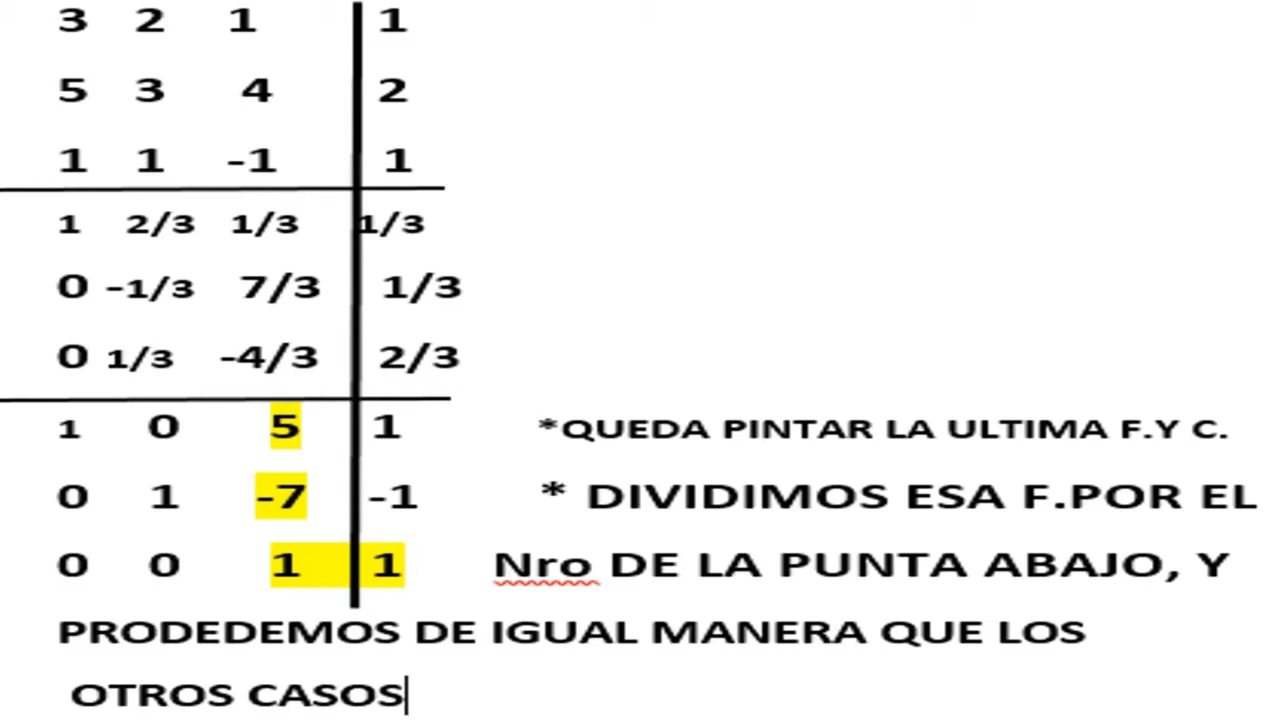 3 2 1 1
5 3 4 2
1 1 -1 1
1 2/3 1/3 1/3
0 -1/3 7/3 1/3
0 1/3 -4/3 2/3
1 0 5 1 *QUEDA PINTAR LA ULTIMA F.Y C.
0 1 -7 -1 * DIVIDIMOS ESA F.POR EL
0 0 1 1 Nro DE LA PUNTA ABAJO, Y
PRODEDEMOS DE IGUAL MANERA QUE LOS
OTROS CASOS